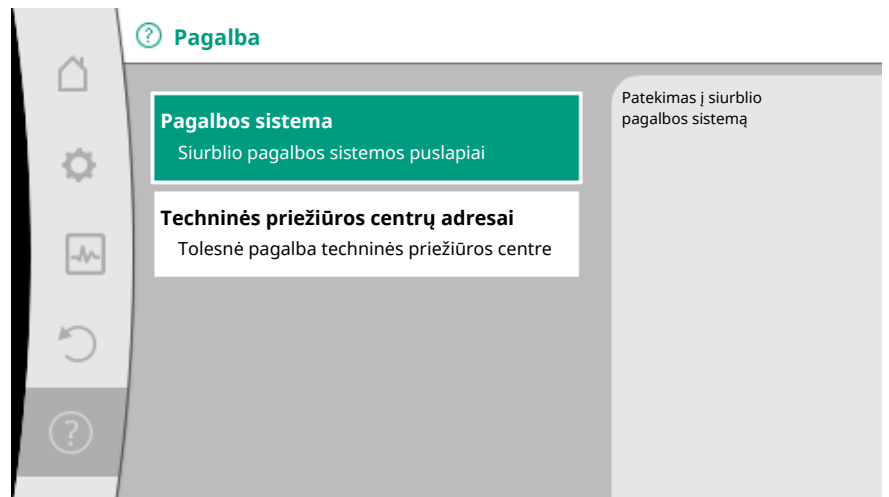 Pagalba
Pagalbos sistema
Siurblio pagalbos sistemos puslapiai
Techninės priežiūros centrų adresai
Tolesnė pagalba techninės priežiūros centre
Patekimas į siurblio
pagalbos sistemą